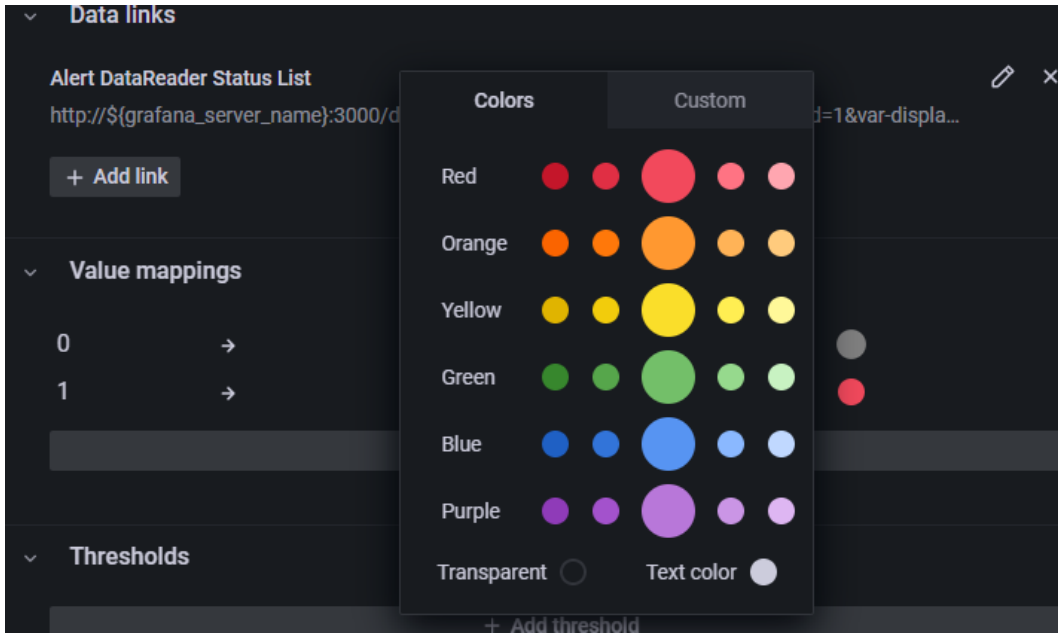 Data links
Alert DataReader Status List
http://${grafana_server_name}:3000/d
d=1&var-displa...
+ Add link
Colors
Custom
Red
Orange
Yellow
Green
Blue
Purple
Transparent
Text color
Value mappings
0 →
1 →
Thresholds
+ Add threshold